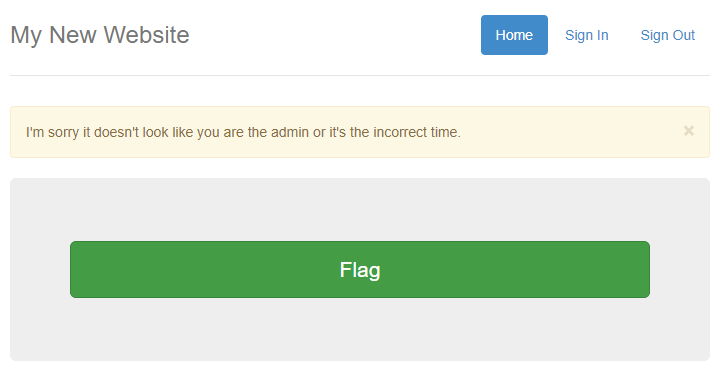 My New Website
Home Sign In Sign Out
I'm sorry it doesn't look like you are the admin or it's the incorrect time.
×
Flag